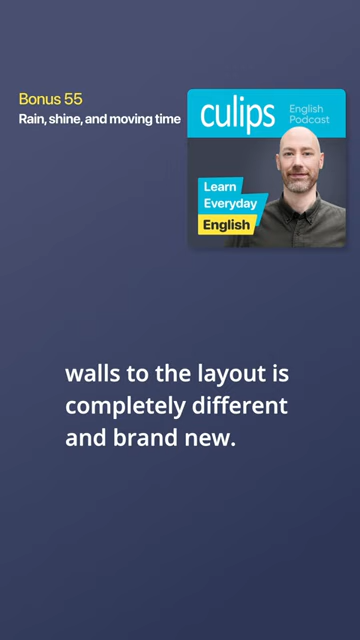 Bonus 55
Rain, shine, and moving time
culips
English
Podcast
Learn
Everyday
English
walls to the layout is
completely different
and brand new.